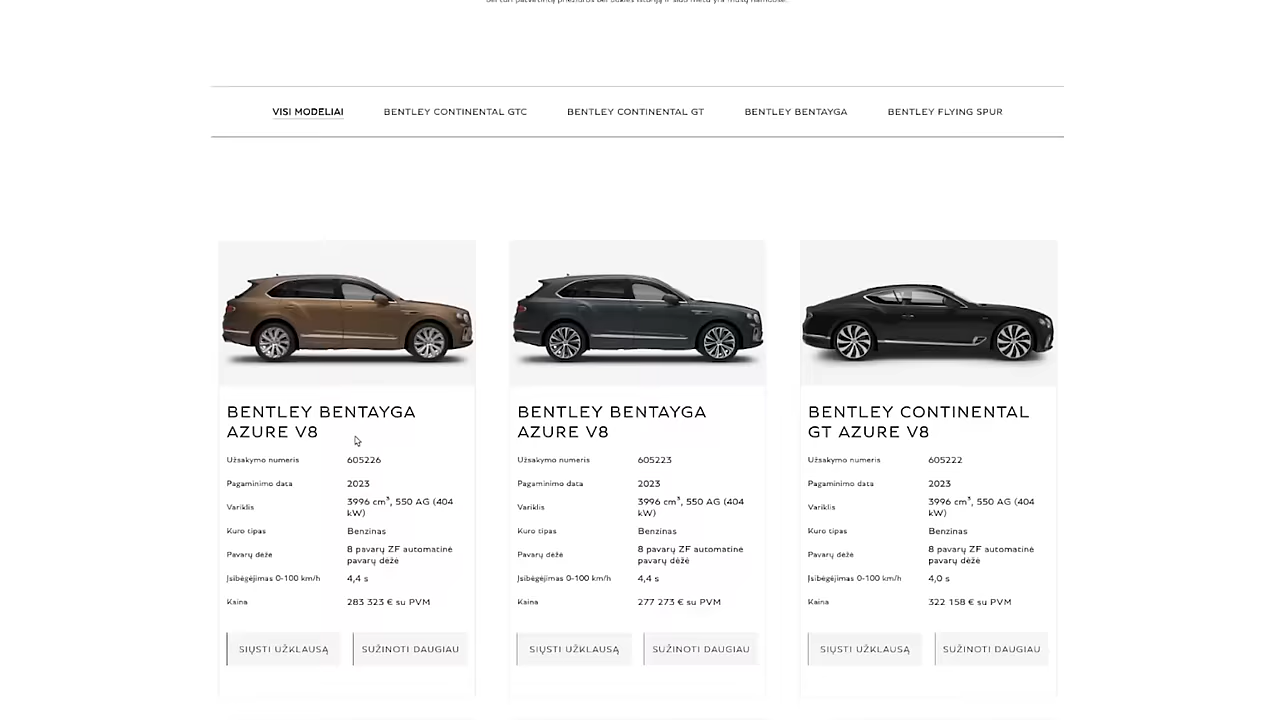 VISI MODELIAI BENTLEY CONTINENTAL GTC BENTLEY CONTINENTAL GT BENTLEY BENTAYGA BENTLEY FLYING SPUR
BENTLEY BENTAYGA
AZURE V8
Užsakymo numeris 605226
Pagaminimo data 2023
Variklis 3996 cm³, 550 AG (404
kW)
Kuro tipas Benzinas
Pavarų dėžė 8 pavarų ZF automatinė
pavarų dėžė
Įsibėgėjimas 0-100 km/h 4,4 s
Kaina 283 323 € su PVM
SIŲSTI UŽKLAUSĄ SUŽINOTI DAUGIAU
BENTLEY BENTAYGA
AZURE V8
Užsakymo numeris 605223
Pagaminimo data 2023
Variklis 3996 cm³, 550 AG (404
kW)
Kuro tipas Benzinas
Pavarų dėžė 8 pavarų ZF automatinė
pavarų dėžė
Įsibėgėjimas 0-100 km/h 4,4 s
Kaina 277 273 € su PVM
SIŲSTI UŽKLAUSĄ SUŽINOTI DAUGIAU
BENTLEY CONTINENTAL
GT AZURE V8
Užsakymo numeris 605222
Pagaminimo data 2023
Variklis 3996 cm³, 550 AG (404
kW)
Kuro tipas Benzinas
Pavarų dėžė 8 pavarų ZF automatinė
pavarų dėžė
Įsibėgėjimas 0-100 km/h 4,0 s
Kaina 322 158 € su PVM
SIŲSTI UŽKLAUSĄ SUŽINOTI DAUGIAU